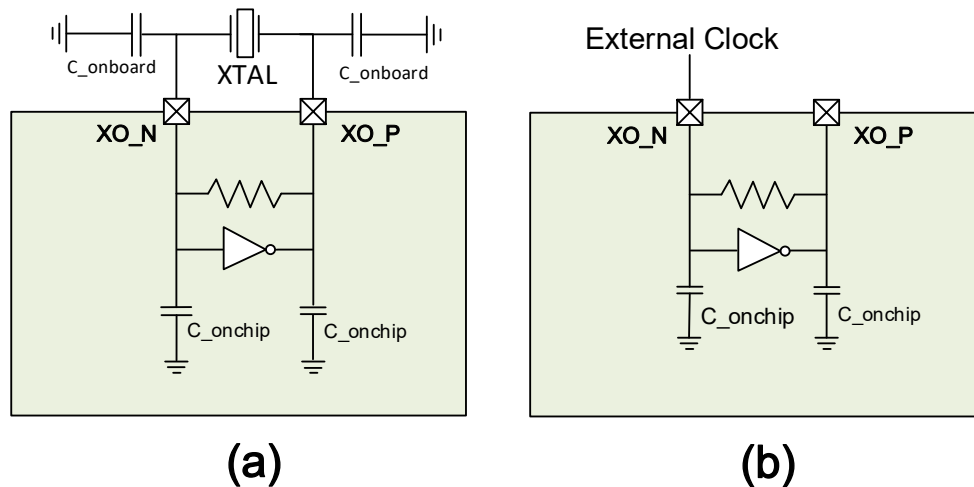 C_onboard
XTAL
C_onboard
XO_N
XO_P
C_onchip
C_onchip
(a)
External Clock
XO_N
XO_P
C_onchip
C_onchip
(b)